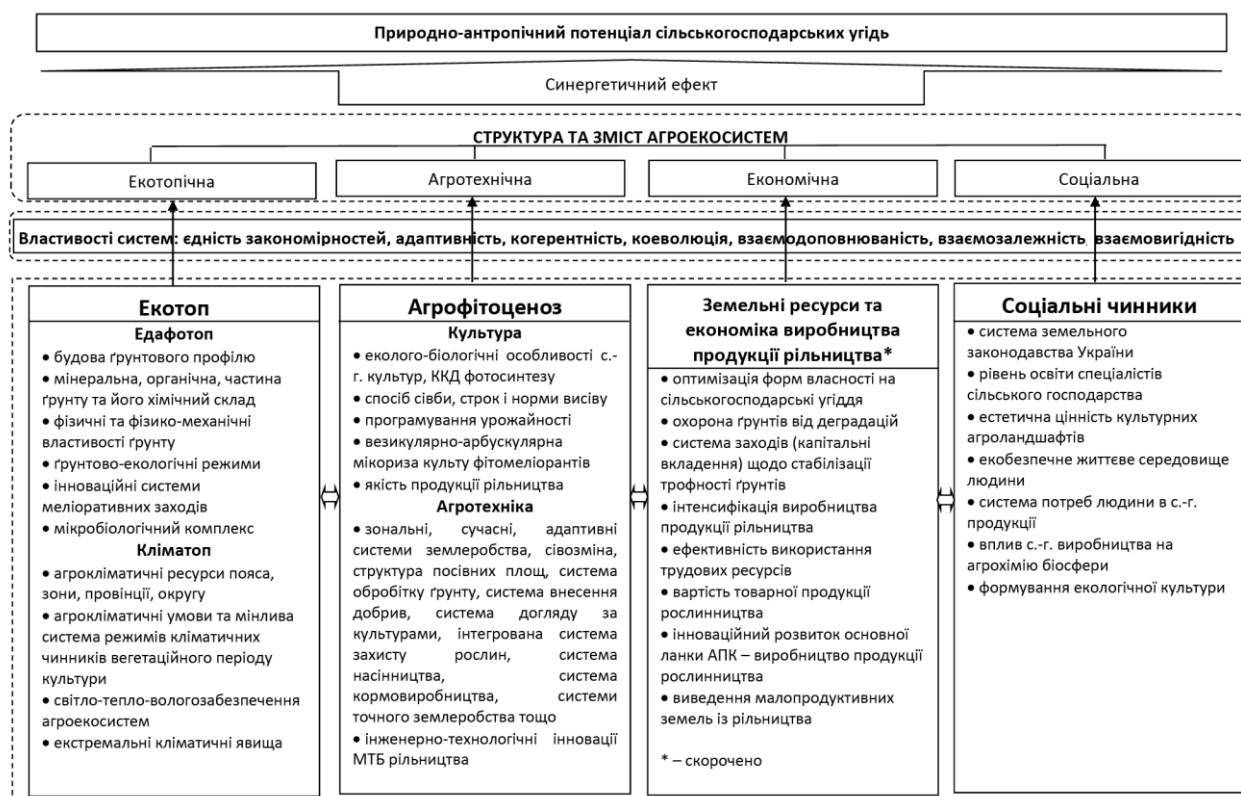 Природно-антропічний потенціал сільськогосподарських угідь
Синергетичний ефект
СТРУКТУРА ТА ЗМІСТ АГРОЕКОСИСТЕМ
Екотопічна
Агротехнічна
Економічна
Соціальна
Властивості систем: єдність закономірностей, адаптивність, когерентність, коеволюція, взаємодоповнюваність, взаємозалежність, взаємовигідність
Екотоп
Едафотоп
• будова ґрунтового профілю
• мінеральна, органічна, частина
ґрунту та його хімічний склад
• фізичні та фізико-механічні
властивості ґрунту
• ґрунтово-екологічні режими
• інноваційні системи
меліоративних заходів
• мікробіологічний комплекс
Кліматоп
• агрокліматичні ресурси пояса,
зони, провінції, округу
• агрокліматичні умови та мінлива
система режимів кліматичних
чинників вегетаційного періоду
культури
• світло-тепло-вологозабезпечення
агроекосистем
• екстремальні кліматичні явища
Агрофітоценоз
Культура
• еколого-біологічні особливості с.-
г. культур, ККД фотосинтезу
• спосіб сівби, строк і норми висіву
• програмування урожайності
• везикулярно-арбускулярна
мікориза культу фітомеліорантів
• якість продукції рільництва
Агротехніка
• зональні, сучасні, адаптивні
системи землеробства, сівозміна,
структура посівних площ, система
обробітку ґрунту, система внесення
добрив, система догляду за
культурами, інтегрована система
захисту рослин, система
насінництва, система
кормовиробництва, системи
точного землеробства тощо
• інженерно-технологічні інновації
МТБ рільництва
Земельні ресурси та
економіка виробництва
продукції рільництва*
• оптимізація форм власності на
сільськогосподарські угіддя
• охорона ґрунтів від деградацій
• система заходів (капітальні
вкладення) щодо стабілізації
трофності ґрунтів
• інтенсифікація виробництва
продукції рільництва
• ефективність використання
трудових ресурсів
• вартість товарної продукції
рослинництва
• інноваційний розвиток основної
ланки АПК – виробництво продукції
рослинництва
• виведення малопродуктивних
земель із рільництва
* – скорочено
Соціальні чинники
• система земельного
законодавства України
• рівень освіти спеціалістів
сільського господарства
• естетична цінність культурних
агроландшафтів
• екобезпечне життєве середовище
людини
• система потреб людини в с.-г.
продукції
• вплив с.-г. виробництва на
агрохімію біосфери
• формування екологічної культури